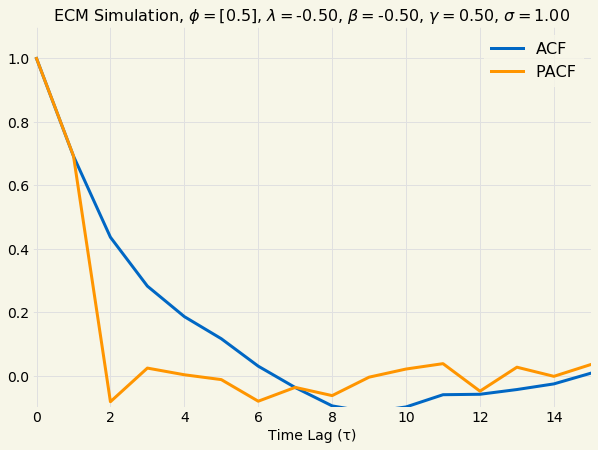 ECM Simulation, ϕ = [0.5], λ = -0.50, β = -0.50, γ = 0.50, σ = 1.00
ACF
PACF
1.0
0.8
0.6
0.4
0.2
0.0
0 2 4 6 8 10 12 14
Time Lag (τ)